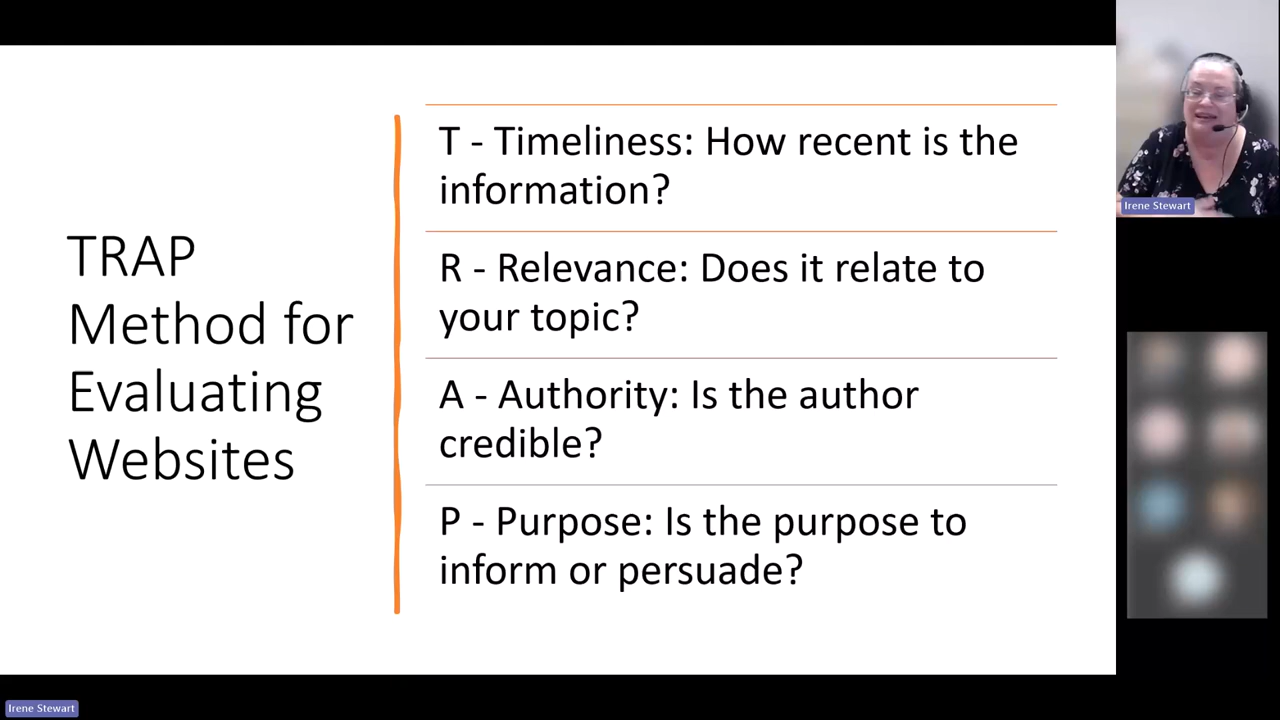 TRAP
Method for
Evaluating
Websites
T - Timeliness: How recent is the
information?
R - Relevance: Does it relate to
your topic?
A - Authority: Is the author
credible?
P - Purpose: Is the purpose to
inform or persuade?
Irene Stewart
Irene Stewart